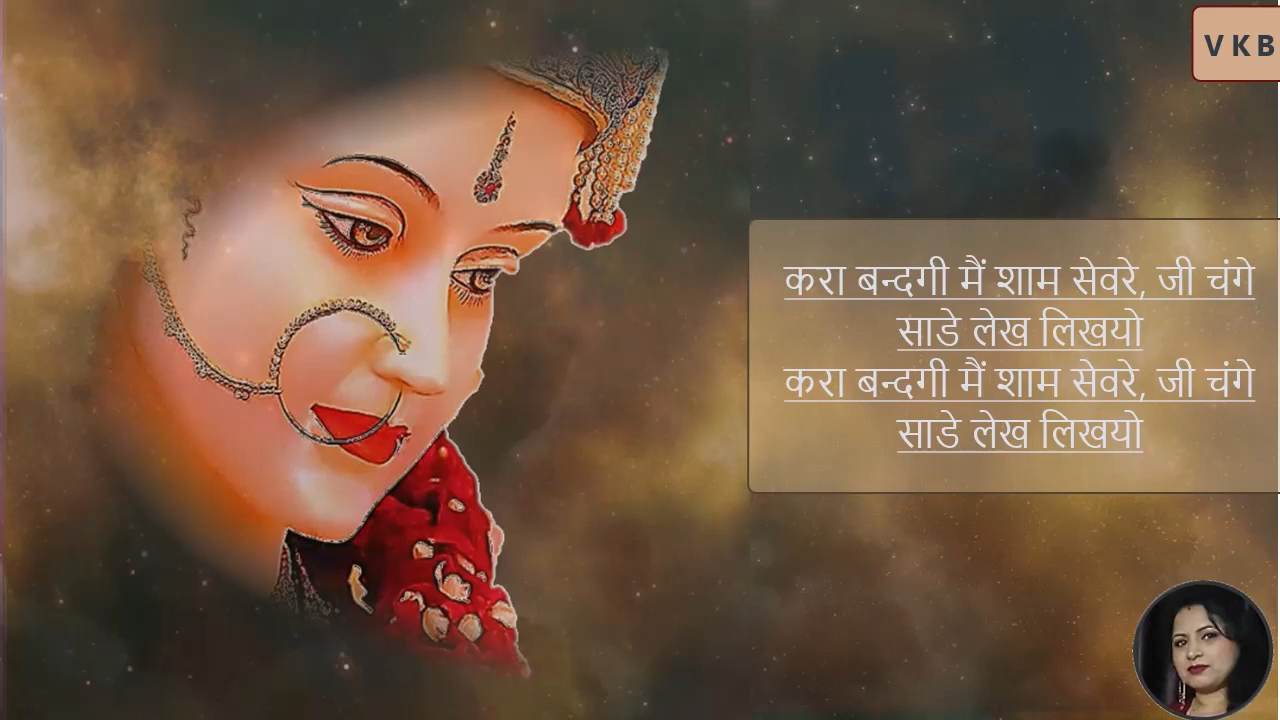 V K B
करा बन्दगी मैं शाम सेवरे, जी चंगे
साडे लेख लिखयो
करा बन्दगी मैं शाम सेवरे, जी चंगे
साडे लेख लिखयो